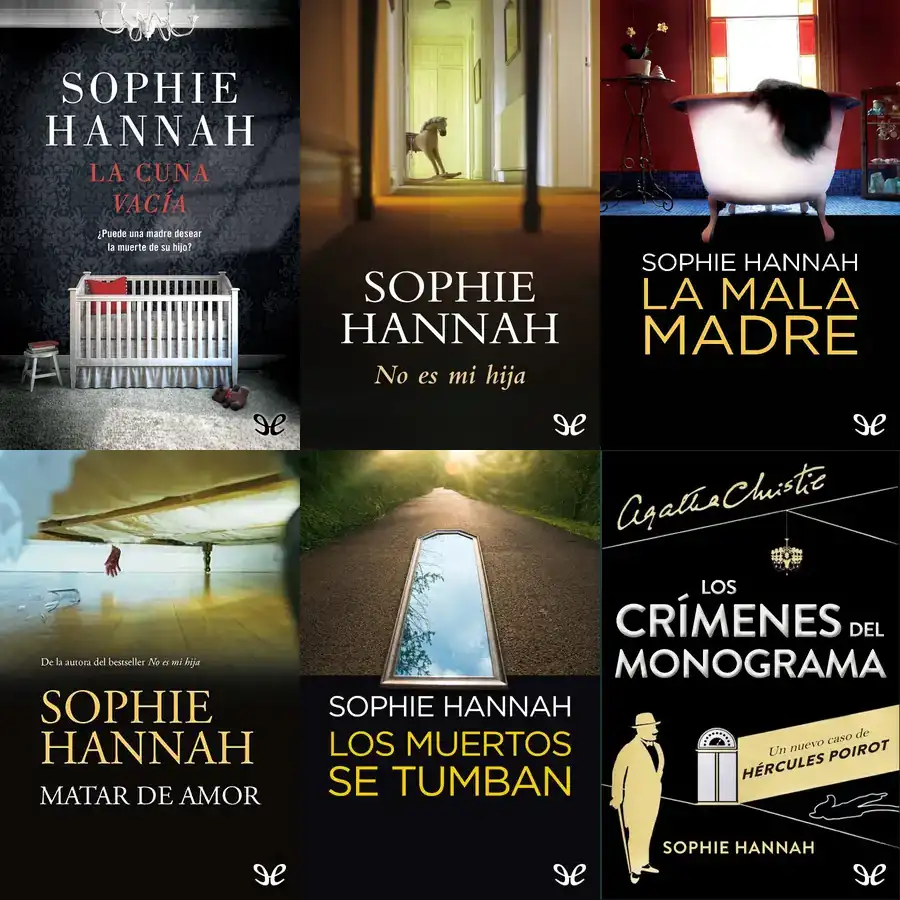 SOPHIE
HANNAH
LA CUNA
VACÍA
¿Puede una madre desear
la muerte de su hijo?
SOPHIE
HANNAH
No es mi hija
SOPHIE HANNAH
LA MALA
MADRE
De la autora del bestseller No es mi hija
SOPHIE
HANNAH
MATAR DE AMOR
SOPHIE HANNAH
LOS MUERTOS
SE TUMBAN
Agatha Christie
LOS
CRÍMENES DEL
MONOGRAMA
Un nuevo caso de
HÉRCULES POIROT
SOPHIE HANNAH